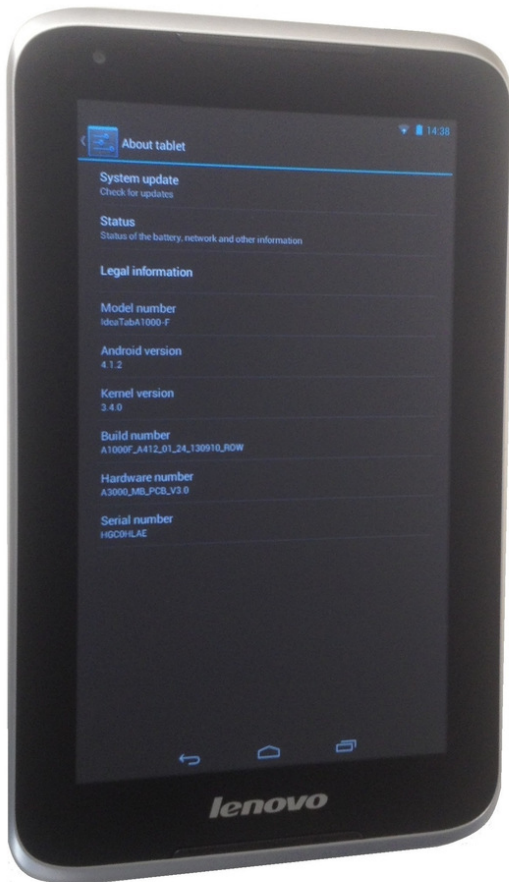 14:38
About tablet
System update
Check for updates
Status
Status of the battery, network and other information
Legal information
Model number
IdeaTabA1000-F
Android version
4.1.2
Kernel version
3.4.0
Build number
A1000F_A412_01_24_130910_ROW
Hardware number
A3000_MB_PCB_V3.0
Serial number
HGC0HLAE
lenovo